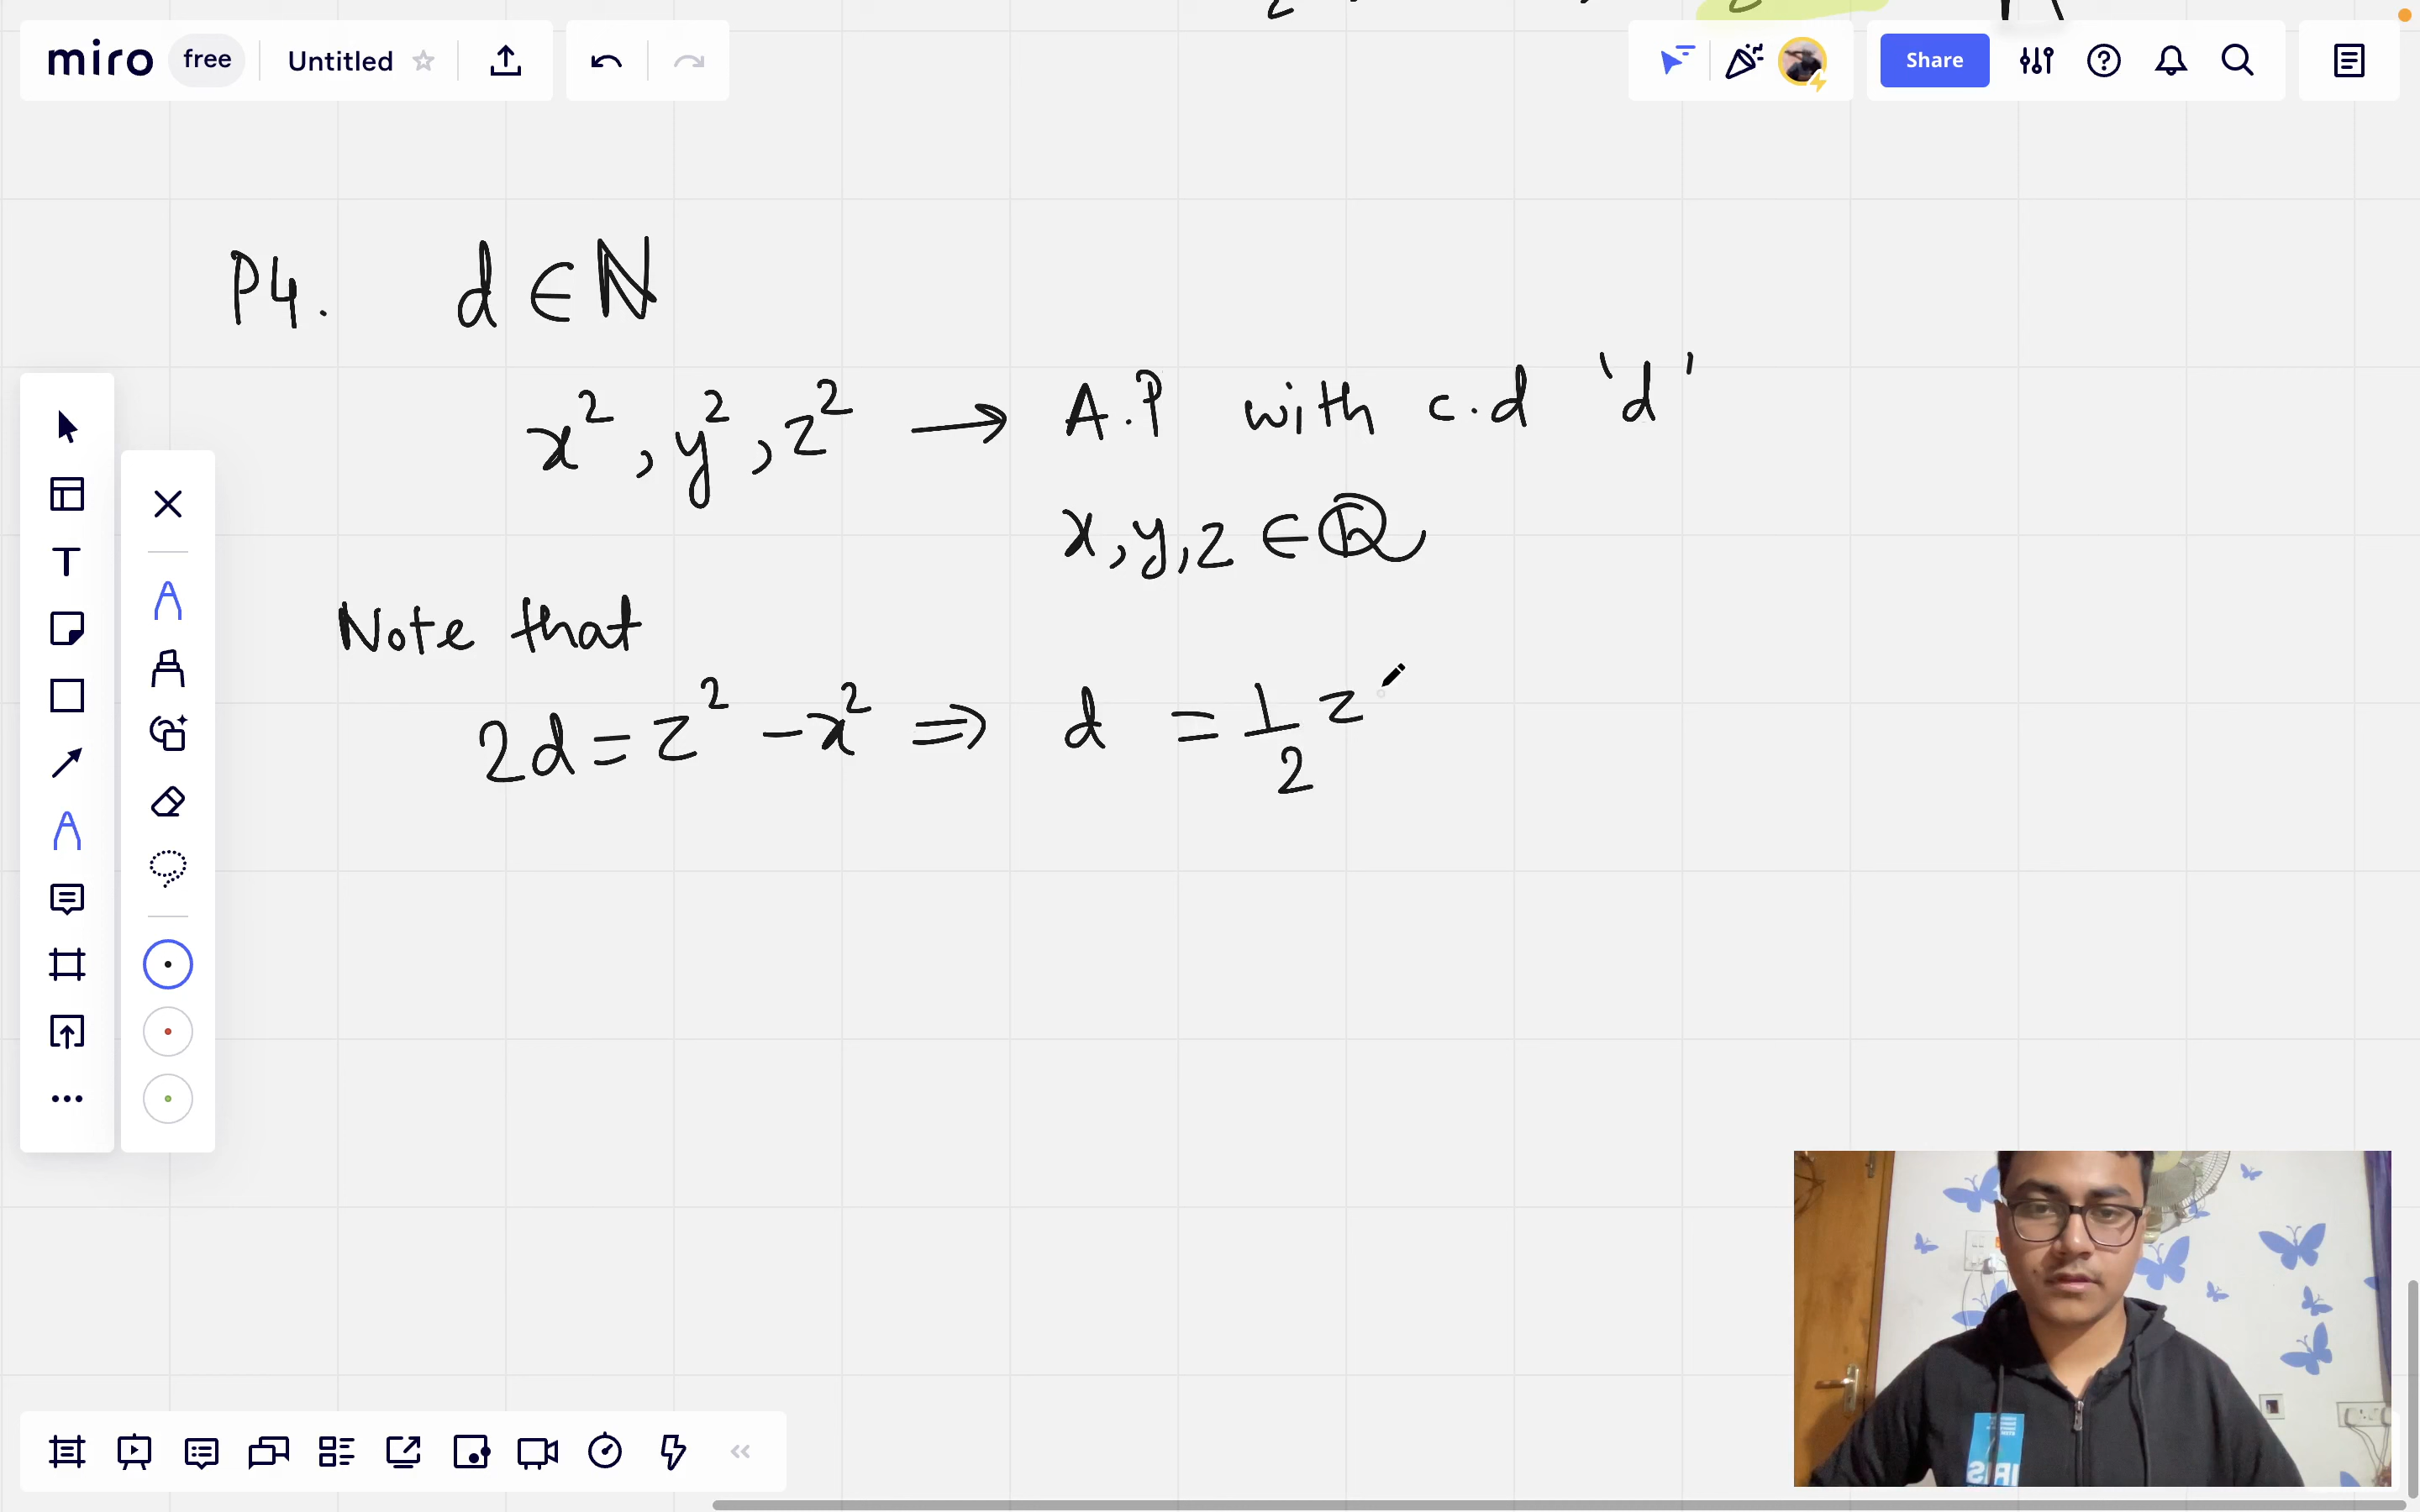 miro free Untitled Share
P4. d ∈ ℕ
x², y², z² → A.P with c.d 'd'
x, y, z ∈ ℚ
Note that
2d = z² - x² ⇒ d = 1/2 z
T